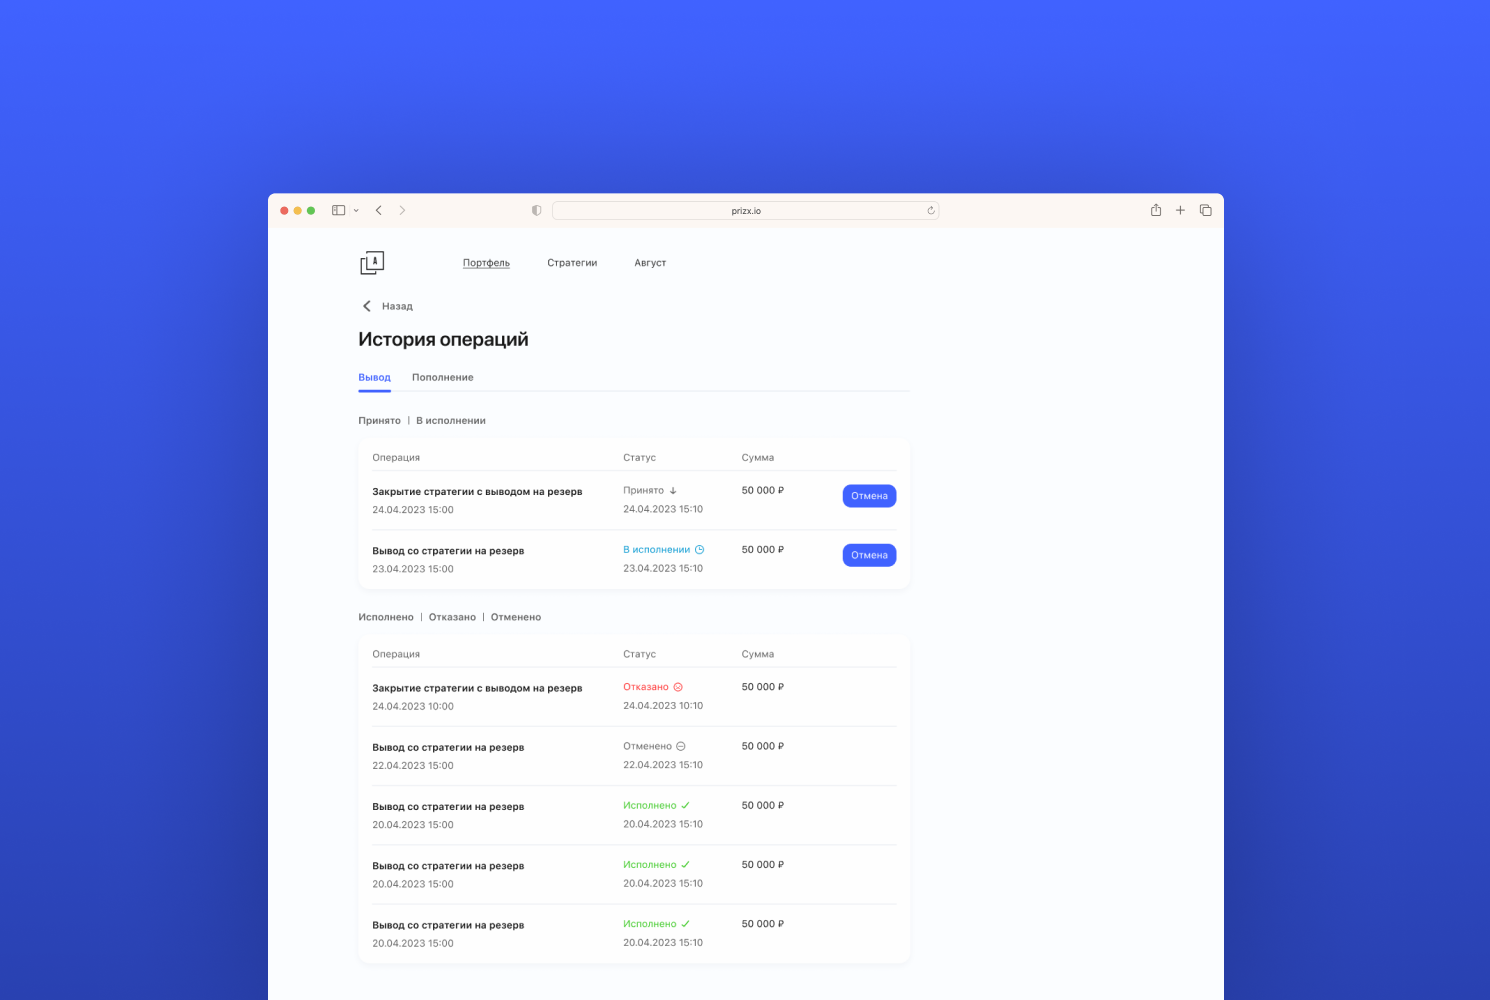 prizx.io
A
Портфель Стратегии Август
Назад
История операций
Вывод Пополнение
Принято | В исполнении
Операция Статус Сумма
Закрытие стратегии с выводом на резерв Принято 50 000 ₽ Отмена
24.04.2023 15:00 24.04.2023 15:10
Вывод со стратегии на резерв В исполнении 50 000 ₽ Отмена
23.04.2023 15:00 23.04.2023 15:10
Исполнено | Отказано | Отменено
Операция Статус Сумма
Закрытие стратегии с выводом на резерв Отказано 50 000 ₽
24.04.2023 10:00 24.04.2023 10:10
Вывод со стратегии на резерв Отменено 50 000 ₽
22.04.2023 15:00 22.04.2023 15:10
Вывод со стратегии на резерв Исполнено 50 000 ₽
20.04.2023 15:00 20.04.2023 15:10
Вывод со стратегии на резерв Исполнено 50 000 ₽
20.04.2023 15:00 20.04.2023 15:10
Вывод со стратегии на резерв Исполнено 50 000 ₽
20.04.2023 15:00 20.04.2023 15:10